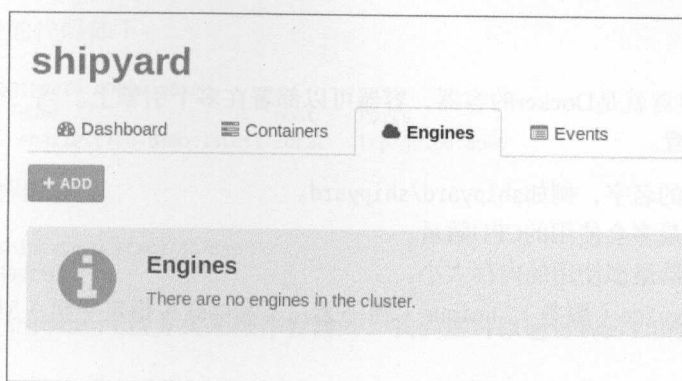 shipyard
Dashboard Containers Engines Events
+ ADD
Engines
There are no engines in the cluster.